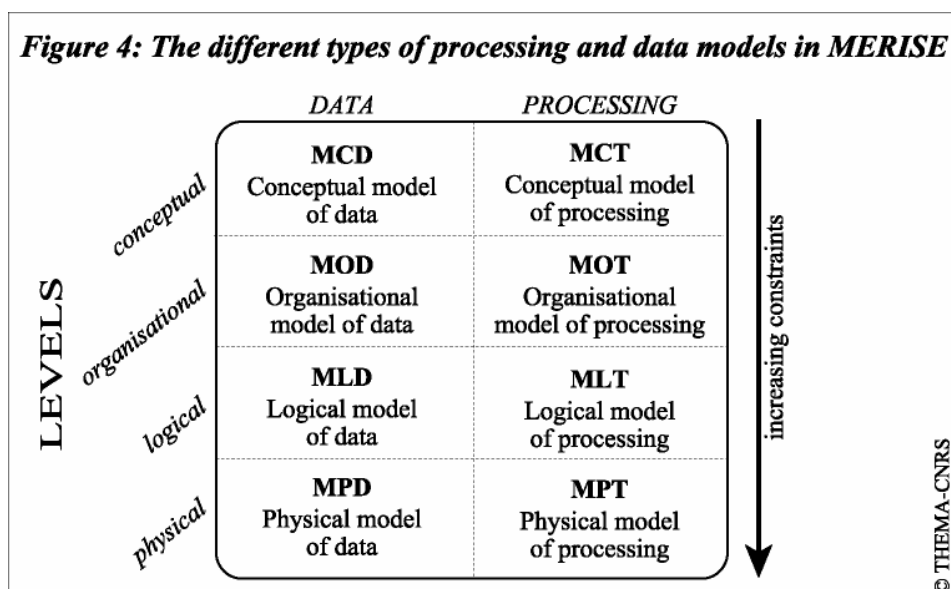 Figure 4: The different types of processing and data models in MERISE
DATA
PROCESSING
LEVELS
conceptual
MCD
Conceptual model
of data
MCT
Conceptual model
of processing
organisational
MOD
Organisational
model of data
MOT
Organisational
model of processing
logical
MLD
Logical model
of data
MLT
Logical model
of processing
physical
MPD
Physical model
of data
MPT
Physical model
of processing
increasing constraints
© THEMA-CNRS